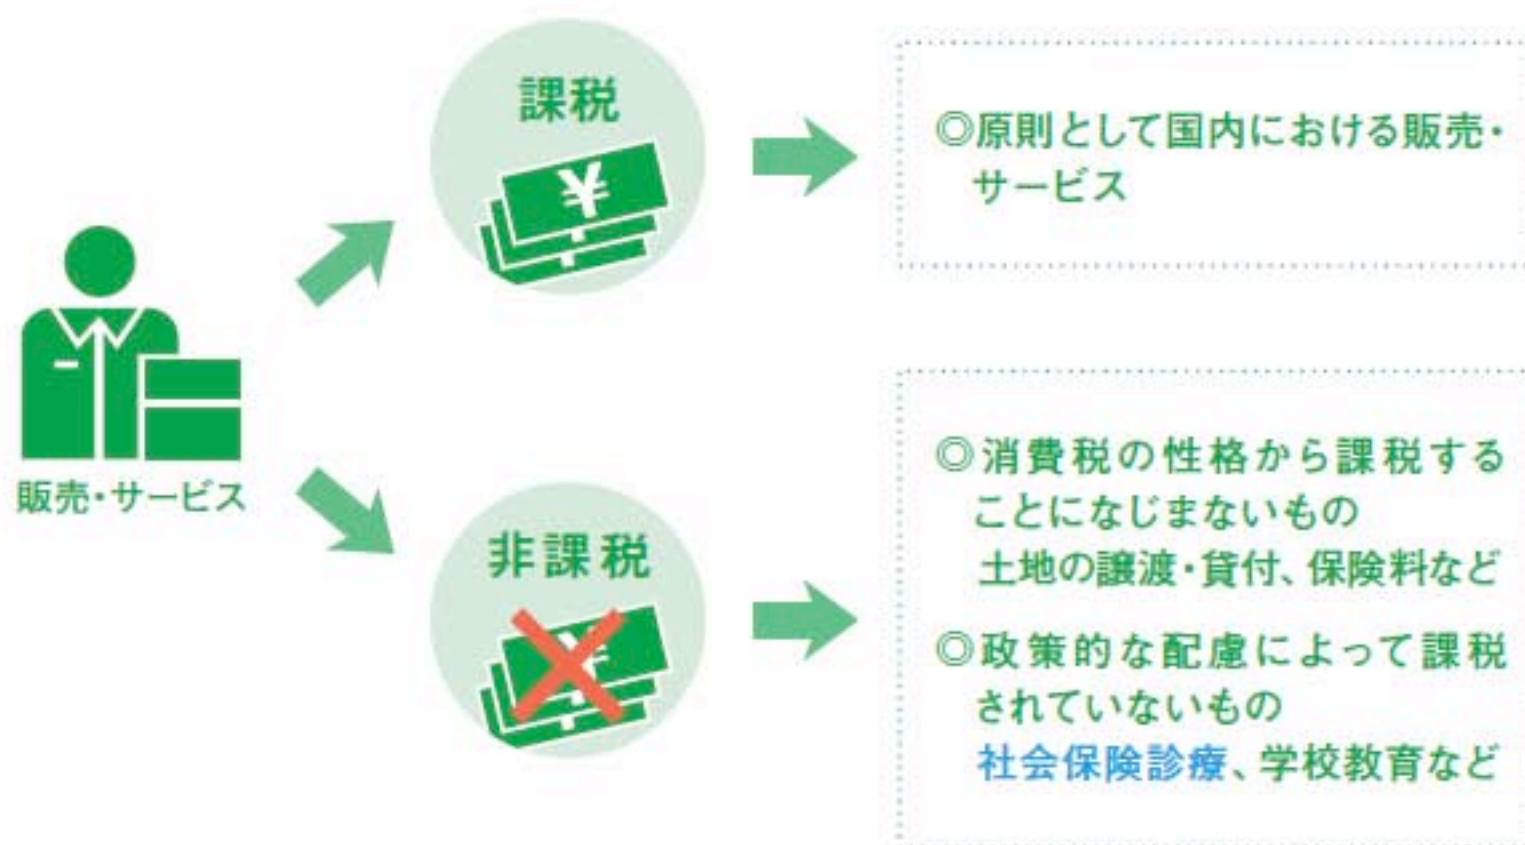 販売・サービス
課税
¥
◎原則として国内における販売・
サービス
非課税
¥
◎消費税の性格から課税する
ことになじまないもの
土地の譲渡・貸付、保険料など
◎政策的な配慮によって課税
されていないもの
社会保険診療、学校教育など